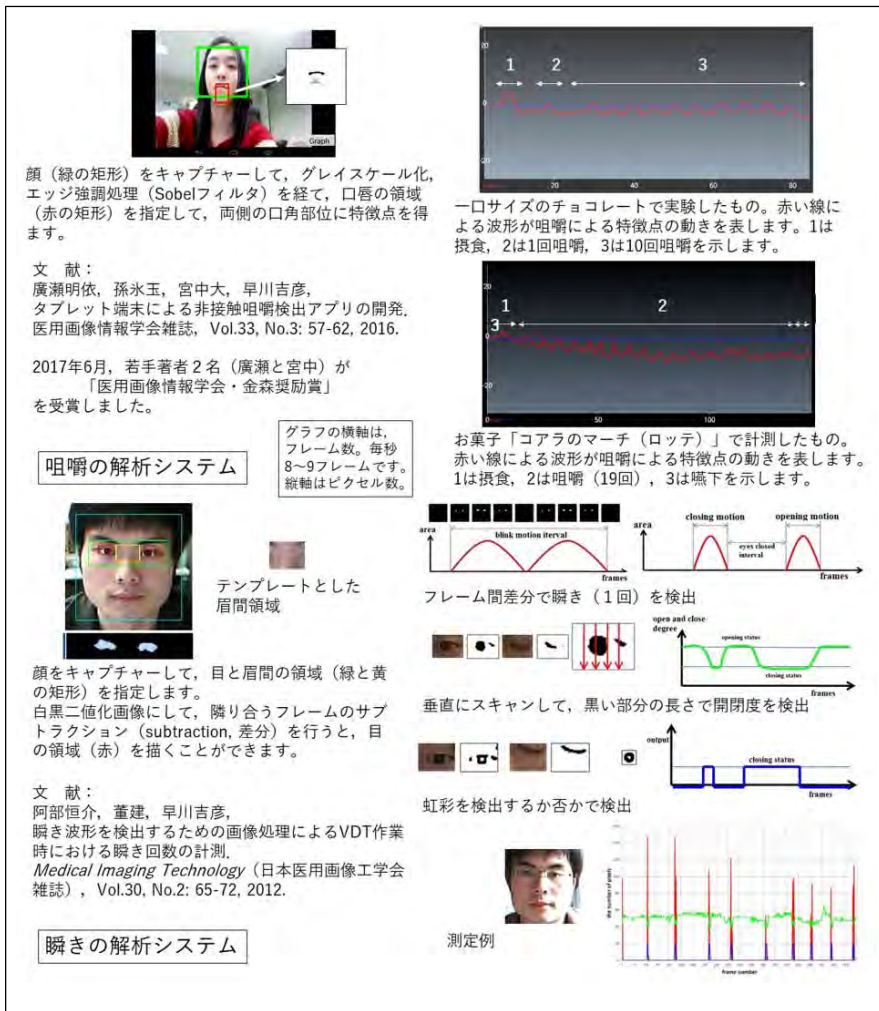 Graph
顔（緑の矩形）をキャプチャーして，グレイスケール化，
エッジ強調処理（Sobelフィルタ）を経て，口唇の領域
（赤の矩形）を指定して，両側の口角部位に特徴点を得
ます。
文　献：
廣瀬明依，孫氷玉，宮中大，早川吉彦，
タブレット端末による非接触咀嚼検出アプリの開発．
医用画像情報学会雑誌，Vol.33, No.3: 57-62, 2016.
2017年6月，若手著者２名（廣瀬と宮中）が
「医用画像情報学会・金森奨励賞」
を受賞しました。
咀嚼の解析システム
グラフの横軸は，
フレーム数。毎秒
8〜9フレームです。
縦軸はピクセル数。
20
1 2 3
0
-20
0 20 40 60 80
一口サイズのチョコレートで実験したもの。赤い線に
よる波形が咀嚼による特徴点の動きを表します。1は
摂食，2は1回咀嚼，3は10回咀嚼を示します。
20
1 2
3
0
-20
0 50 100
お菓子「コアラのマーチ（ロッテ）」で計測したもの。
赤い線による波形が咀嚼による特徴点の動きを表します。
1は摂食，2は咀嚼（19回），3は嚥下を示します。
テンプレートとした
眉間領域
顔をキャプチャーして，目と眉間の領域（緑と黄
の矩形）を指定します。
白黒二値化画像にして，隣り合うフレームのサブ
トラクション（subtraction, 差分）を行うと，目
の領域（赤）を描くことができます。
文　献：
阿部恒介，董建，早川吉彦，
瞬き波形を検出するための画像処理によるVDT作業
時における瞬き回数の計測．
Medical Imaging Technology（日本医用画像工学会
雑誌），Vol.30, No.2: 65-72, 2012.
瞬きの解析システム
area
blink motion iterval
frames
area
closing motion
opening motion
eyes closed
interval
frames
フレーム間差分で瞬き（１回）を検出
open and close
degree
opening status
closing status
frames
垂直にスキャンして，黒い部分の長さで開閉度を検出
output
closing status
frames
虹彩を検出するか否かで検出
測定例
the number of pixels
frame number